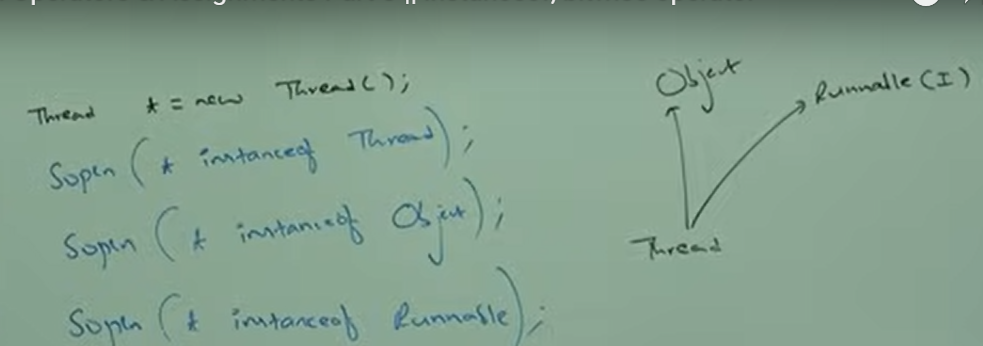 Thread t = new Thread();
Sopln (t instanceof Thread);
Sopln (t instanceof Object);
Sopln (t instanceof Runnable);
Object
Runnable (I)
Thread